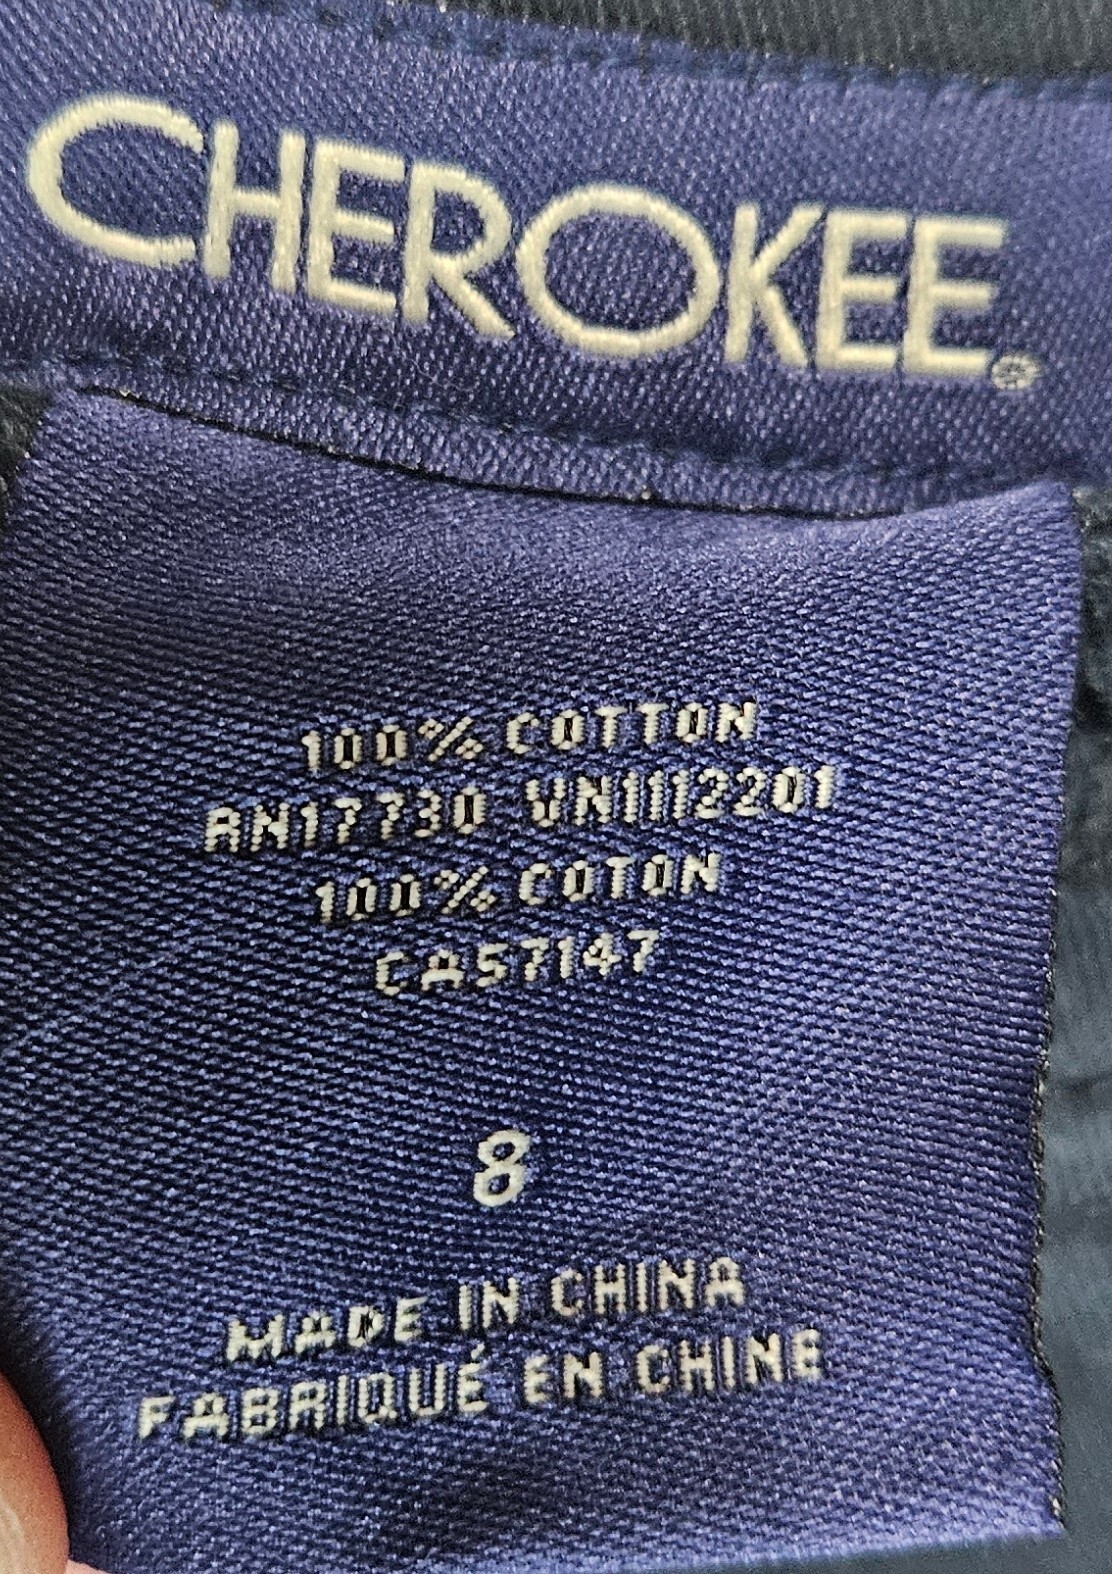 CHEROKEE®
100% COTTON
RN17730 VN1112201
100% COTON
CA57147
8
MADE IN CHINA
FABRIQUÉ EN CHINE